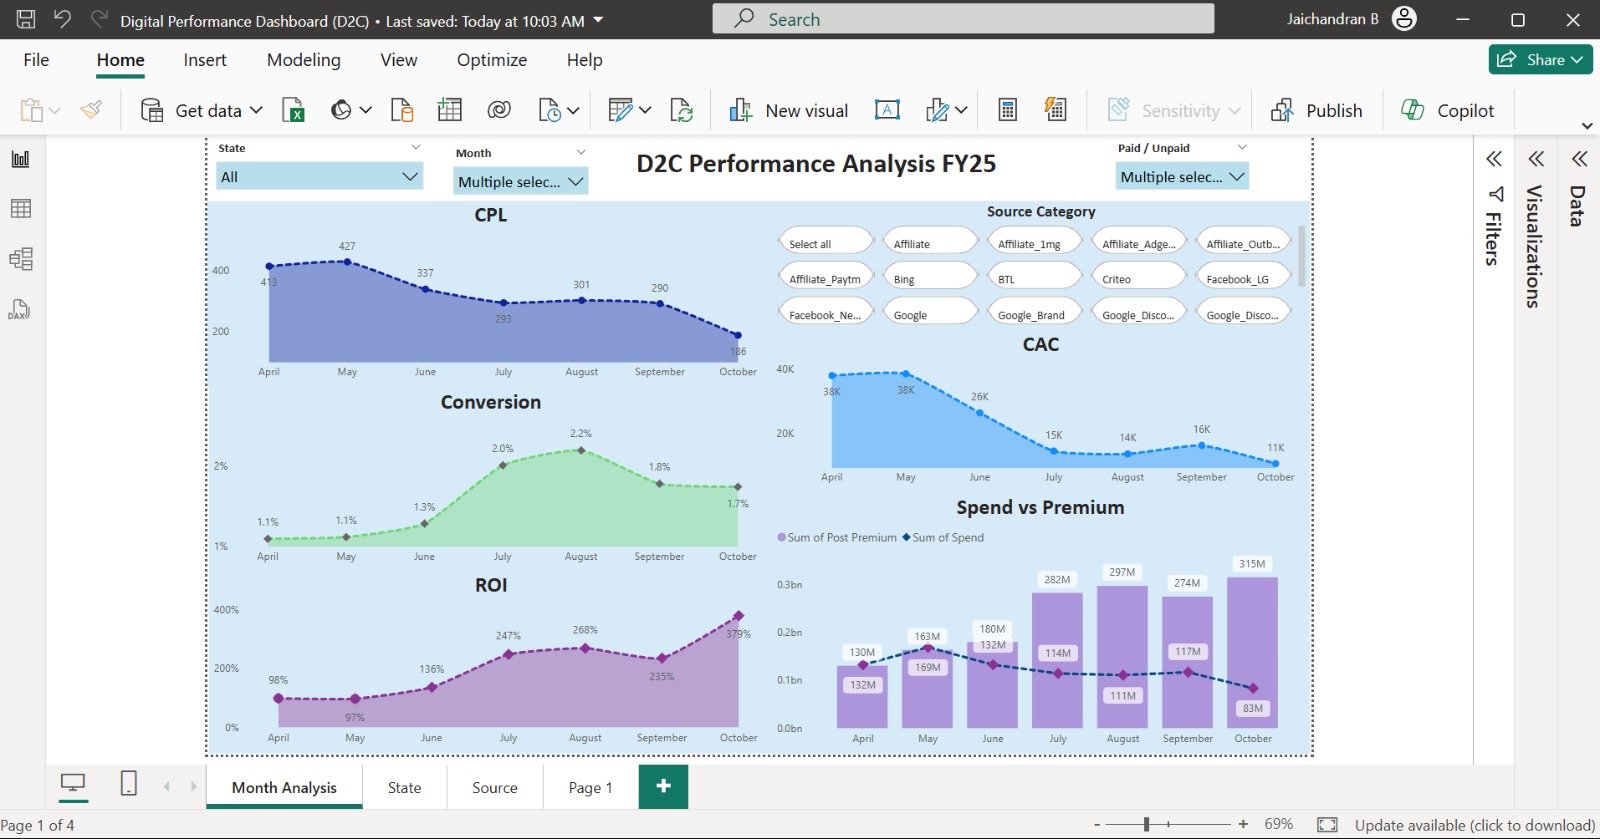 Digital Performance Dashboard (D2C) • Last saved: Today at 10:03 AM
Search
Jaichandran B
File Home Insert Modeling View Optimize Help
Share
Get data
New visual
Sensitivity
Publish
Copilot
State
All
Month
Multiple selec...
D2C Performance Analysis FY25
Paid / Unpaid
Multiple selec...
CPL
400
200
413
427
337
293
301
290
186
April May June July August September October
Conversion
2%
1%
1.1%
1.1%
1.3%
2.0%
2.2%
1.8%
1.7%
April May June July August September October
ROI
400%
200%
0%
98%
97%
136%
247%
268%
235%
379%
April May June July August September October
Source Category
Select all Affiliate Affiliate_1mg Affiliate_Adge... Affiliate_Outb...
Affiliate_Paytm Bing BTL Criteo Facebook_LG
Facebook_Ne... Google Google_Brand Google_Disco... Google_Disco...
CAC
40K
20K
38K
38K
26K
15K
14K
16K
11K
April May June July August September October
Spend vs Premium
Sum of Post Premium Sum of Spend
0.3bn
0.2bn
0.1bn
0.0bn
130M
132M
163M
169M
180M
132M
282M
114M
297M
111M
274M
117M
315M
83M
April May June July August September October
Filters
Visualizations
Data
DAX
Month Analysis State Source Page 1 +
Page 1 of 4
- + 69%
Update available (click to download)